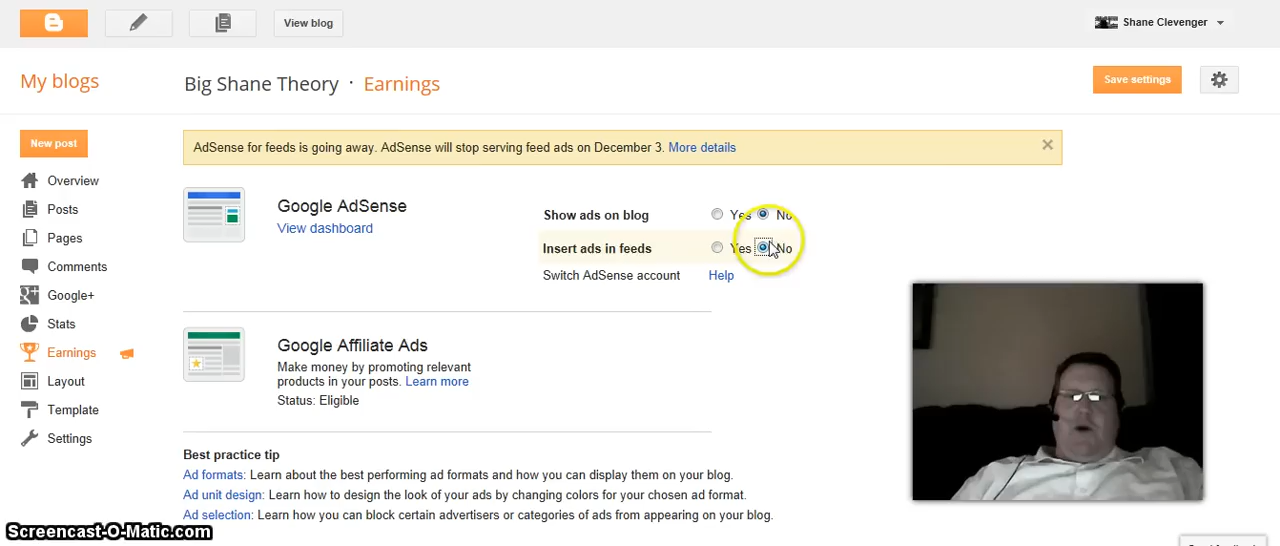 View blog
Shane Clevenger
My blogs
Big Shane Theory · Earnings
Save settings
New post
AdSense for feeds is going away. AdSense will stop serving feed ads on December 3. More details
Overview
Posts
Pages
Comments
Google+
Stats
Earnings
Layout
Template
Settings
Google AdSense
View dashboard
Show ads on blog Yes No
Insert ads in feeds Yes No
Switch AdSense account Help
Google Affiliate Ads
Make money by promoting relevant
products in your posts. Learn more
Status: Eligible
Best practice tip
Ad formats: Learn about the best performing ad formats and how you can display them on your blog.
Ad unit design: Learn how to design the look of your ads by changing colors for your chosen ad format.
Ad selection: Learn how you can block certain advertisers or categories of ads from appearing on your blog.
Screencast-O-Matic.com